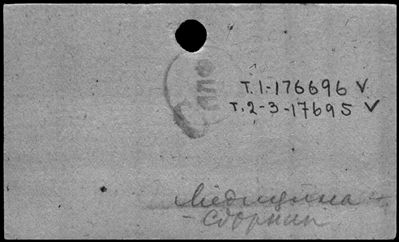 Т.1-176696 V
Т.2-3-17695 V
Медицина -
- Сборник